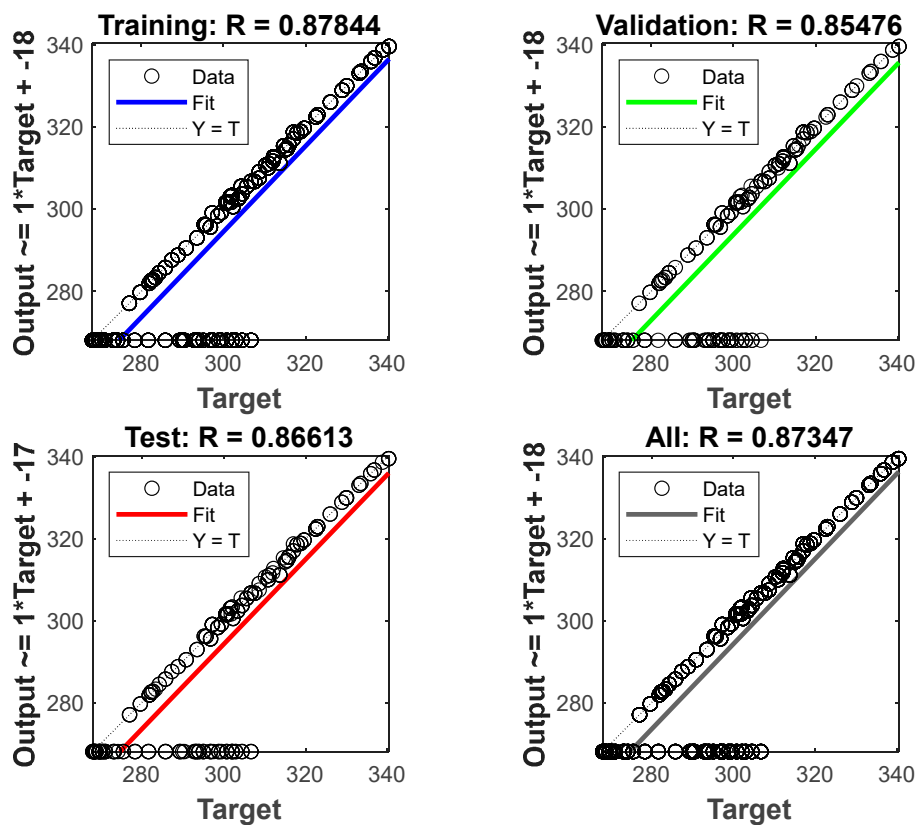 Training: R = 0.87844
Output ~= 1*Target + -18
340
320
300
280
Data
Fit
Y = T
280
300
320
340
Target
Validation: R = 0.85476
Output ~= 1*Target + -18
340
320
300
280
Data
Fit
Y = T
280
300
320
340
Target
Test: R = 0.86613
Output ~= 1*Target + -17
340
320
300
280
Data
Fit
Y = T
280
300
320
340
Target
All: R = 0.87347
Output ~= 1*Target + -18
340
320
300
280
Data
Fit
Y = T
280
300
320
340
Target